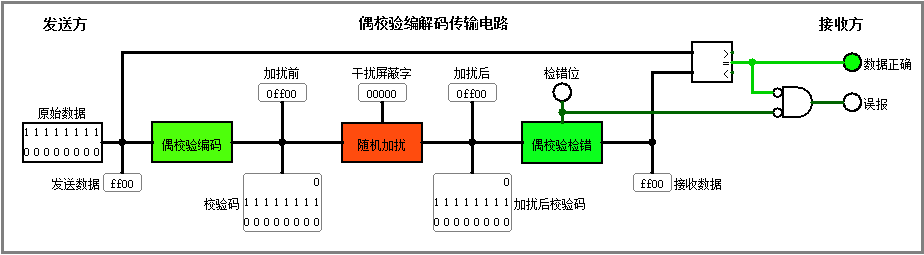 发送方
偶校验编解码传输电路
接收方
加扰前
干扰屏蔽字
加扰后
检错位
>
=
<
数据正确
0ff00
00000
0ff00
误报
原始数据
1 1 1 1 1 1 1 1
0 0 0 0 0 0 0 0
偶校验编码
随机加扰
偶校验检错
发送数据
ff00
校验码
0
1 1 1 1 1 1 1 1
0 0 0 0 0 0 0 0
0
1 1 1 1 1 1 1 1
0 0 0 0 0 0 0 0
加扰后校验码
ff00
接收数据